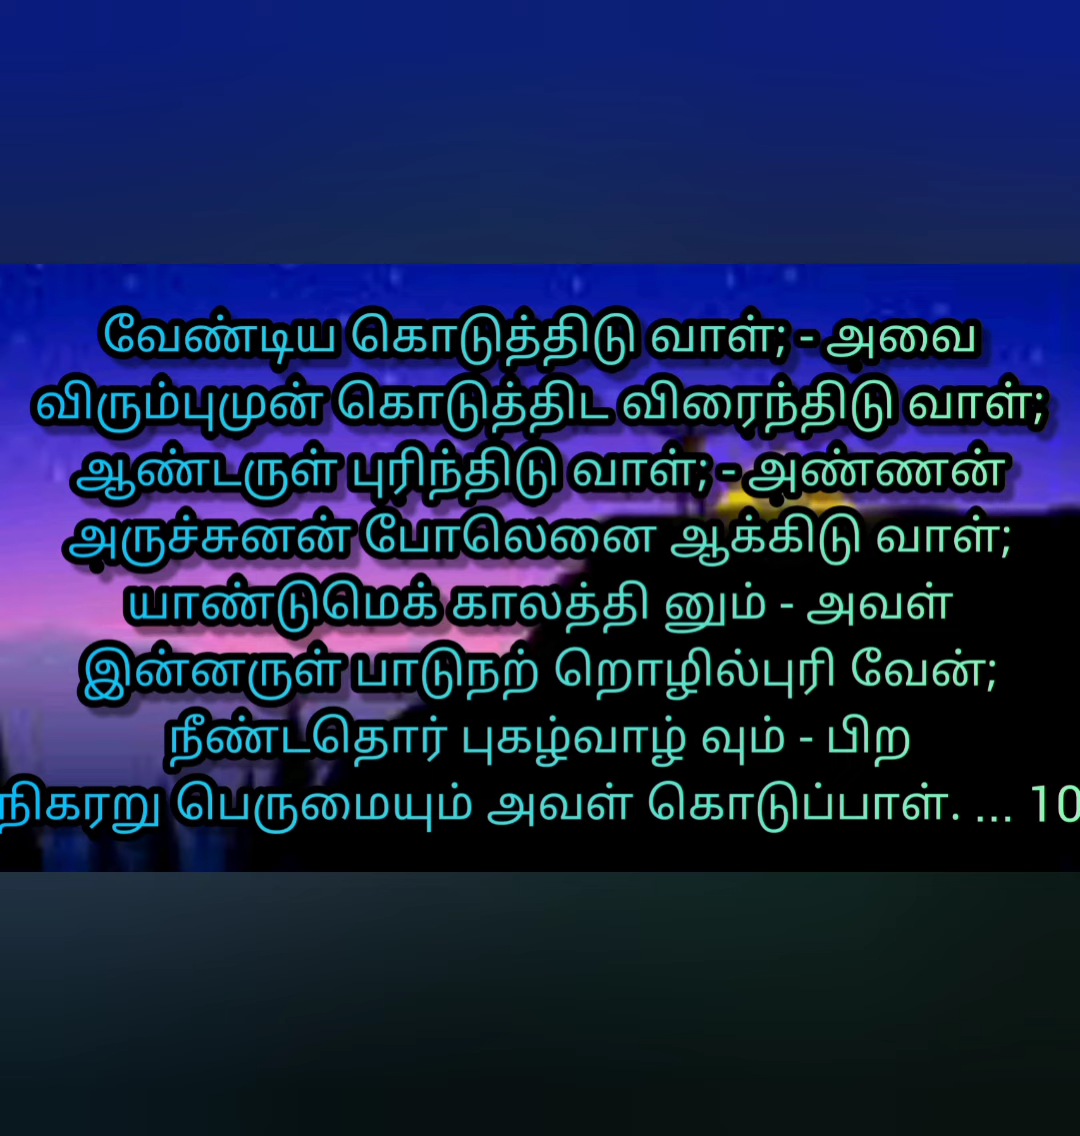 வேண்டிய கொடுத்திடு வாள்; - அவை
விரும்புமுன் கொடுத்திட விரைந்திடு வாள்;
ஆண்டருள் புரிந்திடு வாள்; - அண்ணன்
அருச்சுனன் போலெனை ஆக்கிடு வாள்;
யாண்டுமெக் காலத்தி னும் - அவள்
இன்னருள் பாடுநற் றொழில்புரி வேன்;
நீண்டதொர் புகழ்வாழ் வும் - பிற
நிகரறு பெருமையும் அவள் கொடுப்பாள். ... 10